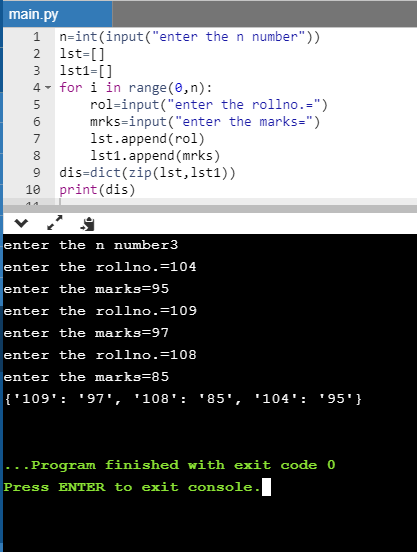 main.py
1 n=int(input("enter the n number"))
2 lst=[]
3 lst1=[]
4 for i in range(0,n):
5 rol=input("enter the rollno.=")
6 mrks=input("enter the marks=")
7 lst.append(rol)
8 lst1.append(mrks)
9 dis=dict(zip(lst,lst1))
10 print(dis)
11
enter the n number3
enter the rollno.=104
enter the marks=95
enter the rollno.=109
enter the marks=97
enter the rollno.=108
enter the marks=85
{'109': '97', '108': '85', '104': '95'}
...Program finished with exit code 0
Press ENTER to exit console.